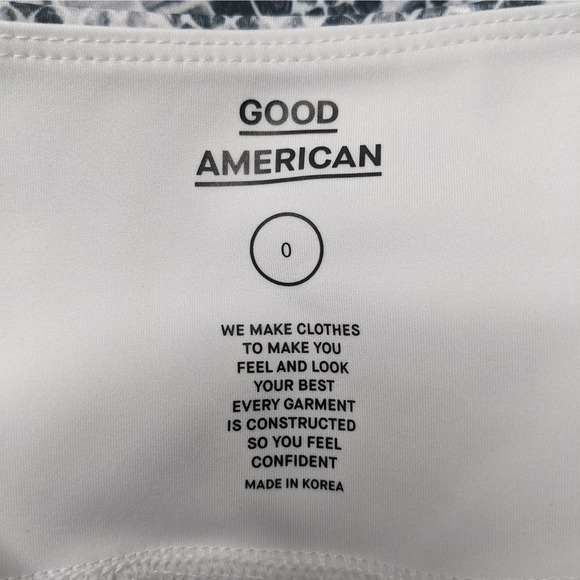 GOOD
AMERICAN
0
WE MAKE CLOTHES
TO MAKE YOU
FEEL AND LOOK
YOUR BEST
EVERY GARMENT
IS CONSTRUCTED
SO YOU FEEL
CONFIDENT
MADE IN KOREA